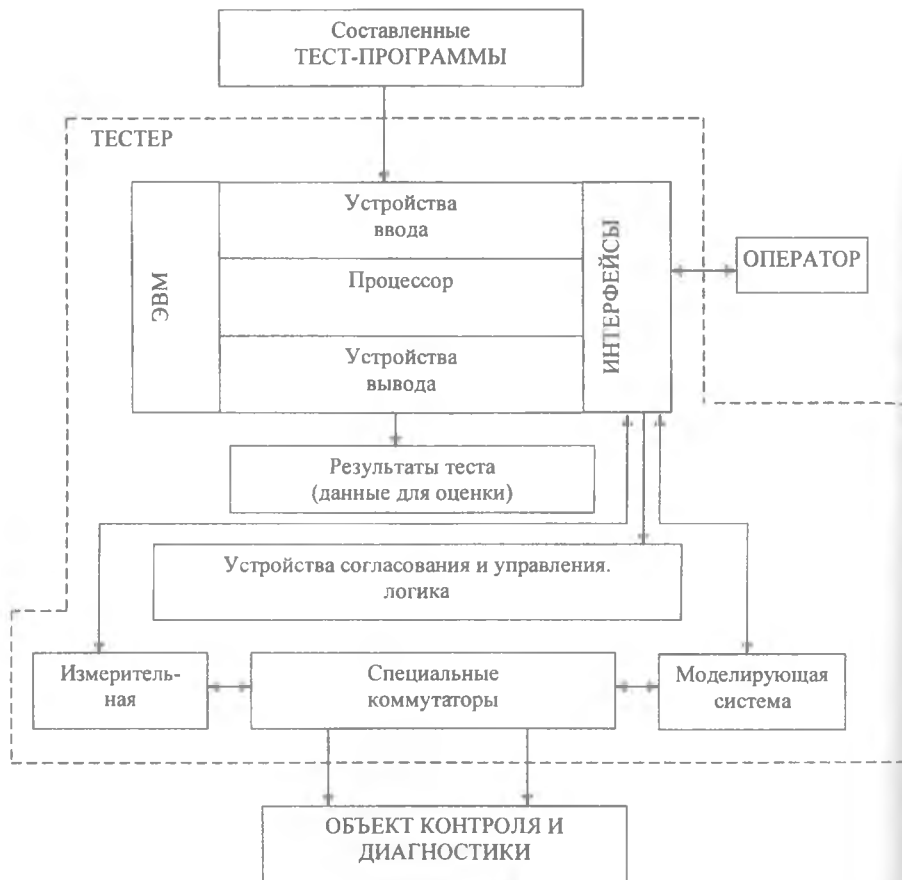 Составленные
ТЕСТ-ПРОГРАММЫ
ТЕСТЕР
ЭВМ
Устройства
ввода
Процессор
Устройства
вывода
ИНТЕРФЕЙСЫ
ОПЕРАТОР
Результаты теста
(данные для оценки)
Устройства согласования и управления.
логика
Измеритель-
ная
Специальные
коммутаторы
Моделирующая
система
ОБЪЕКТ КОНТРОЛЯ И
ДИАГНОСТИКИ